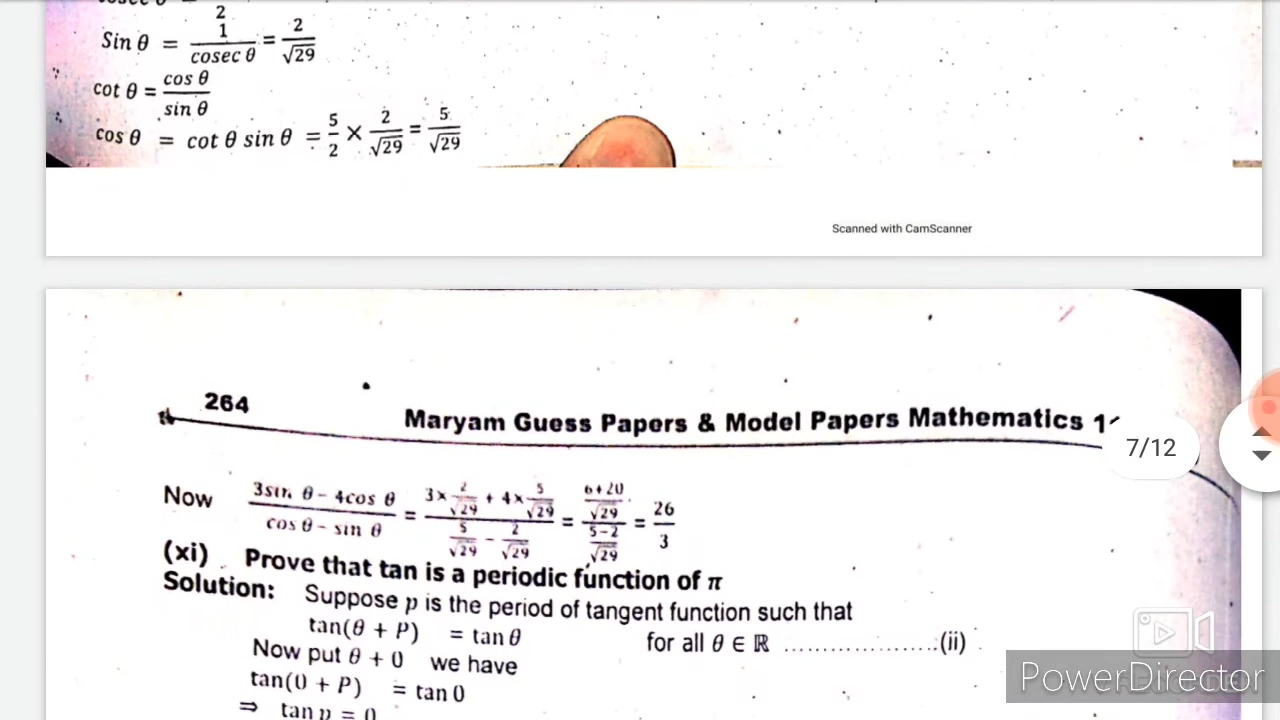 2
Sin θ = 1/cosec θ = 2/√29
cot θ = cos θ/sin θ
cos θ = cot θ sin θ = 5/2 × 2/√29 = 5/√29
Scanned with CamScanner
264
Maryam Guess Papers & Model Papers Mathematics
7/12
Now (3sin θ - 4cos θ)/(cos θ - sin θ) = (3× 2/√29 + 4× 5/√29)/(5/√29 - 2/√29) = ((6+20)/√29)/((5-2)/√29) = 26/3
(xi) Prove that tan is a periodic function of π
Solution: Suppose p is the period of tangent function such that
tan(θ + P) = tan θ for all θ ∈ ℝ ....................(ii)
Now put θ + 0 we have
tan(0 + P) = tan 0
⇒ tan p = 0
PowerDirector